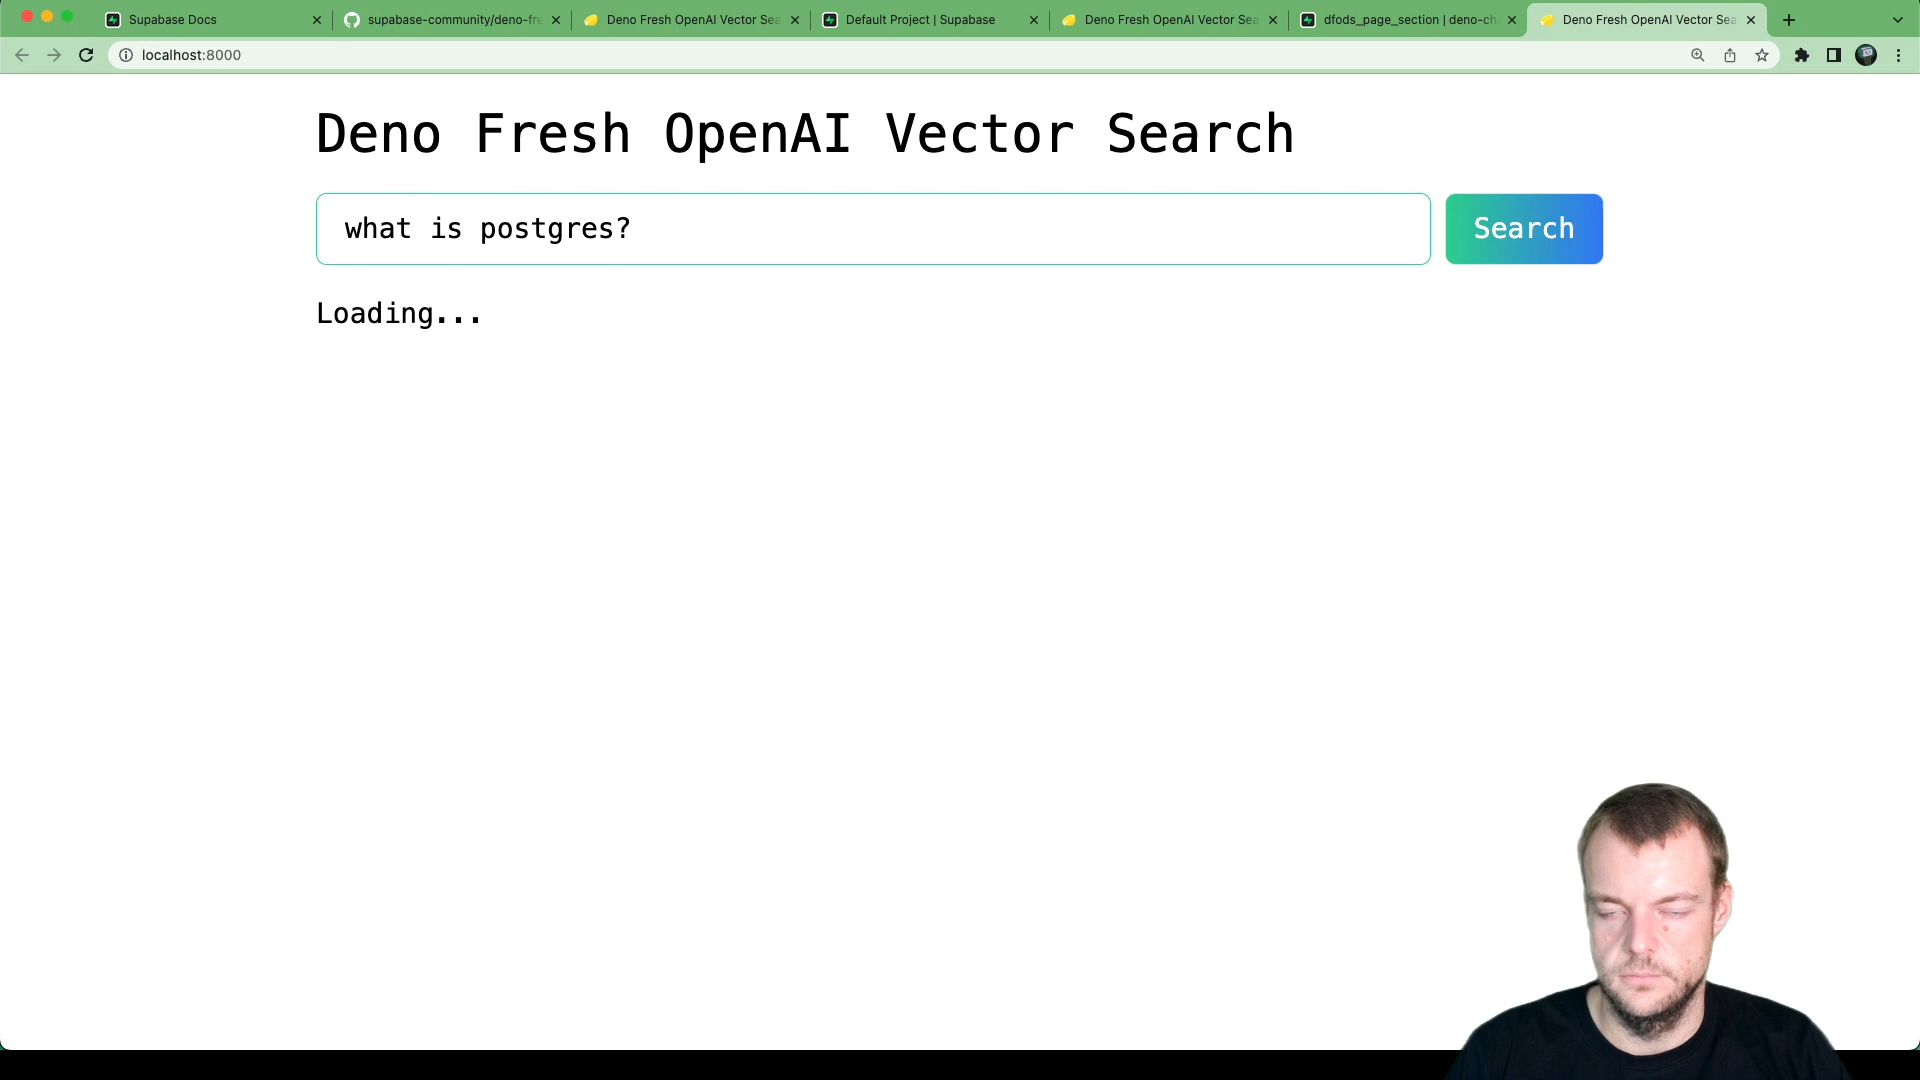 Supabase Docs
supabase-community/deno-fre
Deno Fresh OpenAI Vector Sea
Default Project | Supabase
Deno Fresh OpenAI Vector Sea
dfods_page_section | deno-ch
Deno Fresh OpenAI Vector Sea
localhost:8000
Deno Fresh OpenAI Vector Search
what is postgres?
Search
Loading...